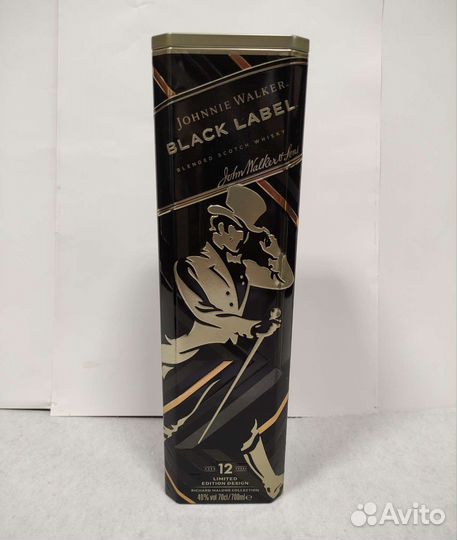 JOHNNIE WALKER
BLACK LABEL
BLENDED SCOTCH WHISKY
John Walker & Sons
12
LIMITED
EDITION DESIGN
RICHARD MALONE COLLECTION
40% vol 70cl/700ml e
Avito